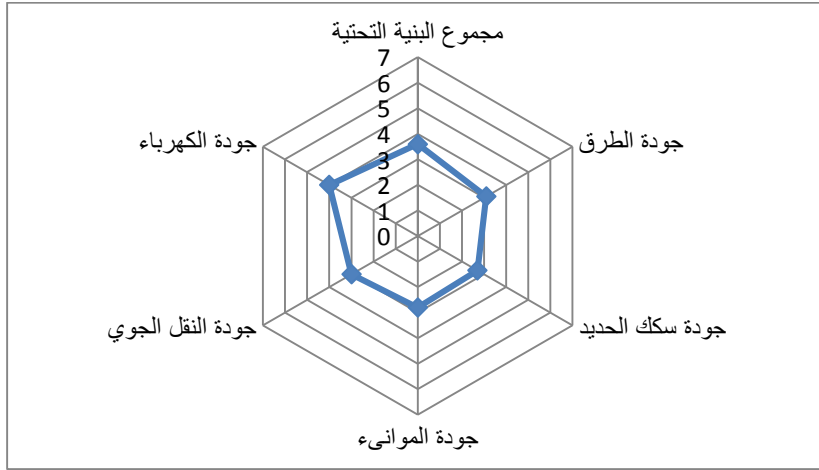 مجموع البنية التحتية
7
6
5
4
3
2
1
0
جودة الطرق
جودة سكك الحديد
جودة الموانىء
جودة النقل الجوي
جودة الكهرباء